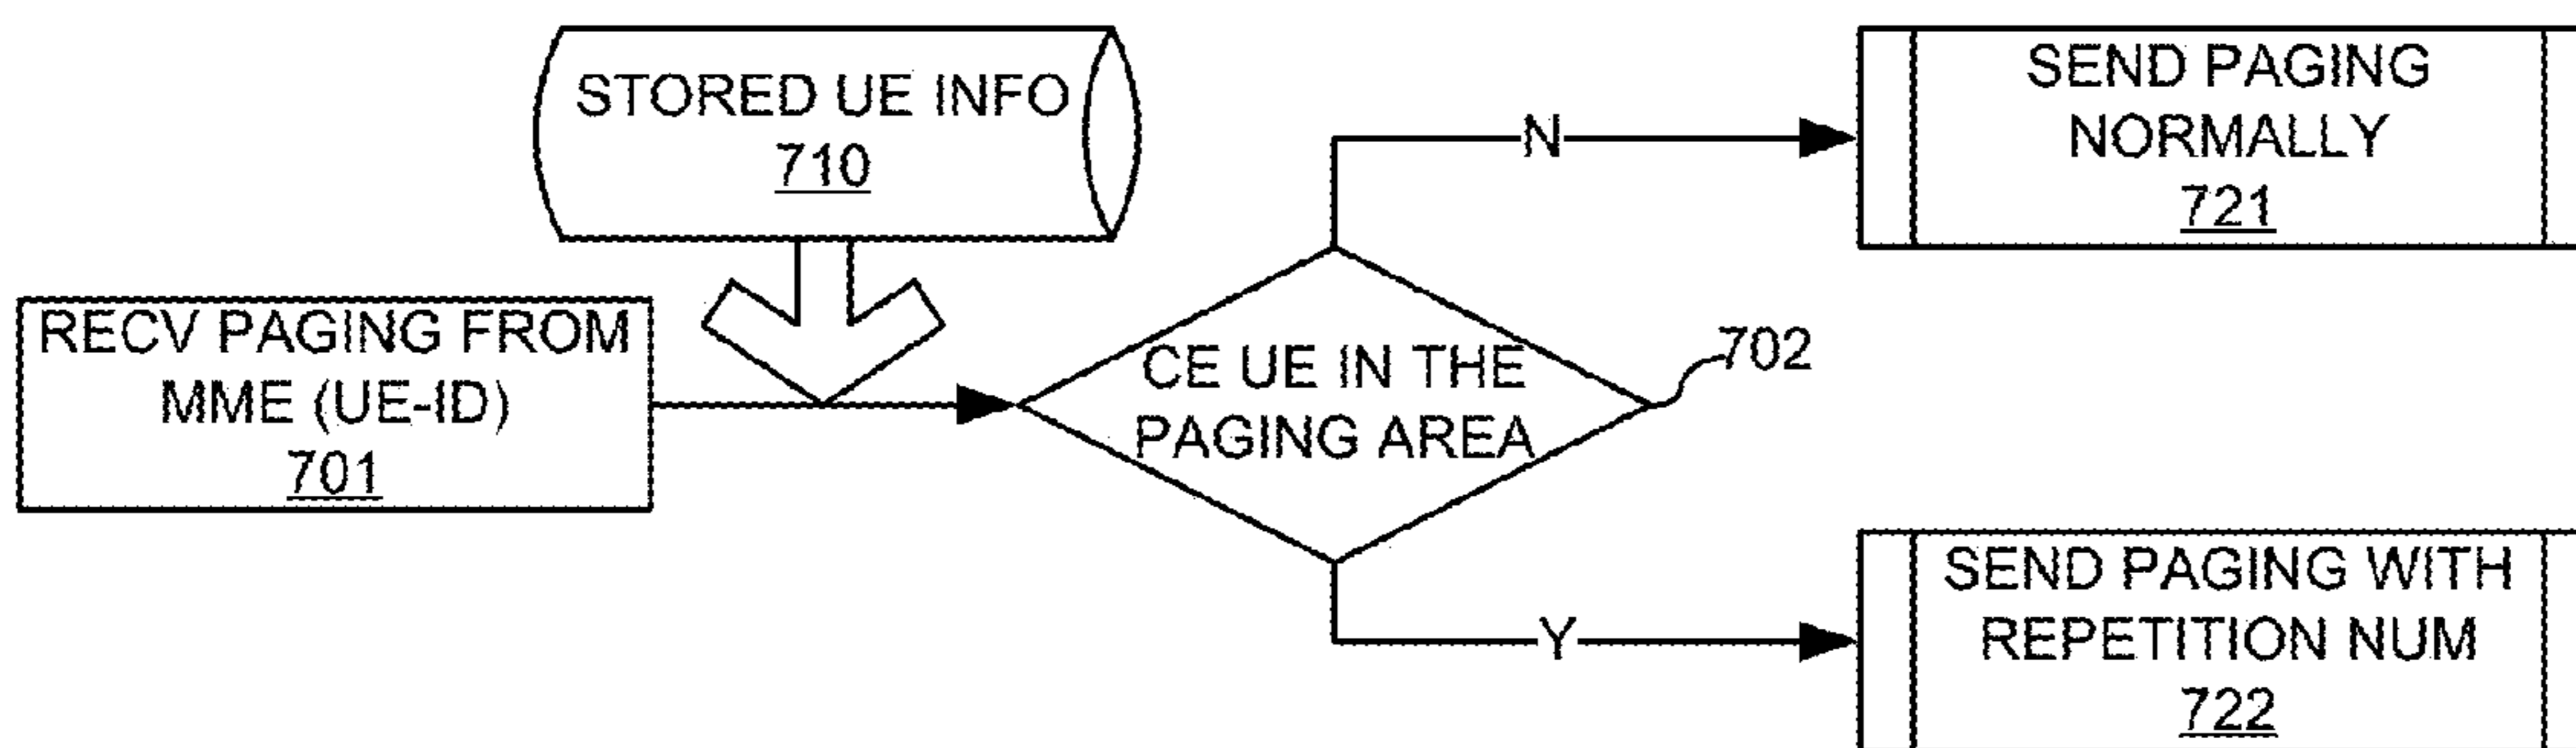 STORED UE INFO
710
RECV PAGING FROM
MME (UE-ID)
701
CE UE IN THE
PAGING AREA
702
N
SEND PAGING
NORMALLY
721
Y
SEND PAGING WITH
REPETITION NUM
722